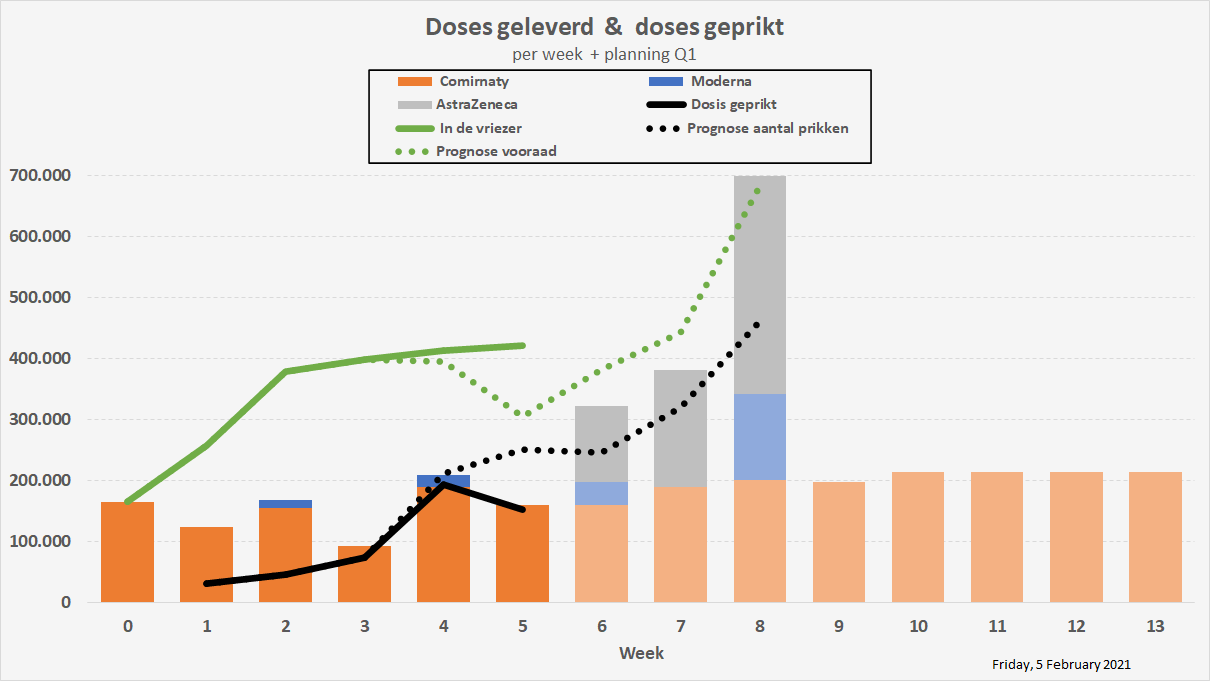 Doses geleverd & doses geprikt
per week + planning Q1
Comirnaty Moderna
AstraZeneca Dosis geprikt
In de vriezer Prognose aantal prikken
Prognose vooraad
700.000
600.000
500.000
400.000
300.000
200.000
100.000
0
0 1 2 3 4 5 6 7 8 9 10 11 12 13
Week
Friday, 5 February 2021